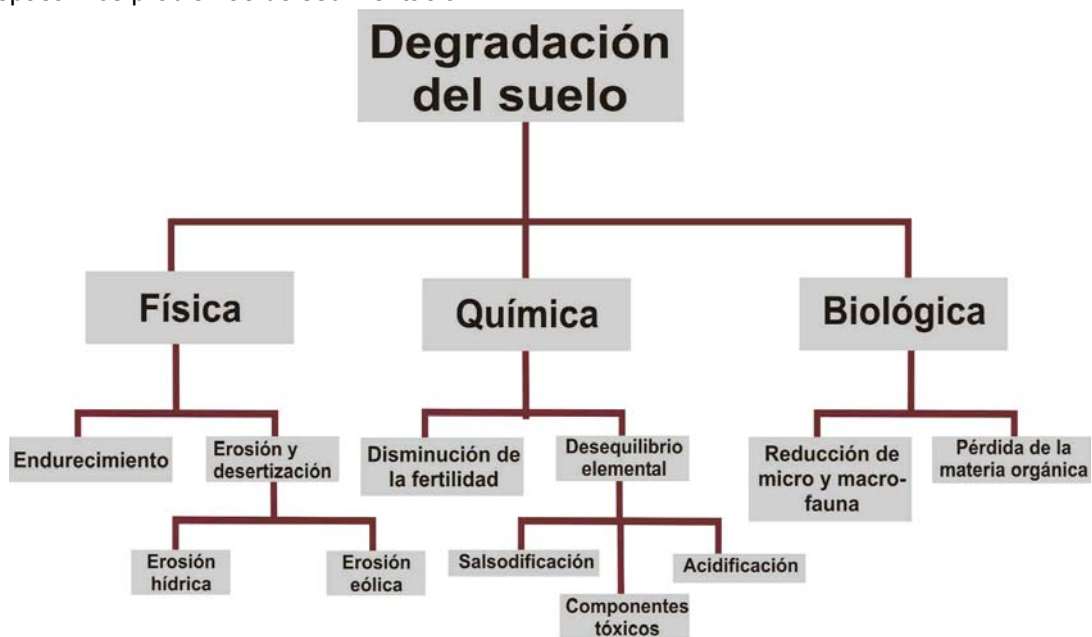 Degradación
del suelo
Física
Química
Biológica
Endurecimiento
Erosión y
desertización
Disminución de
la fertilidad
Desequilibrio
elemental
Reducción de
micro y macro-
fauna
Pérdida de la
materia orgánica
Erosión
hídrica
Erosión
eólica
Salsodificación
Componentes
tóxicos
Acidificación